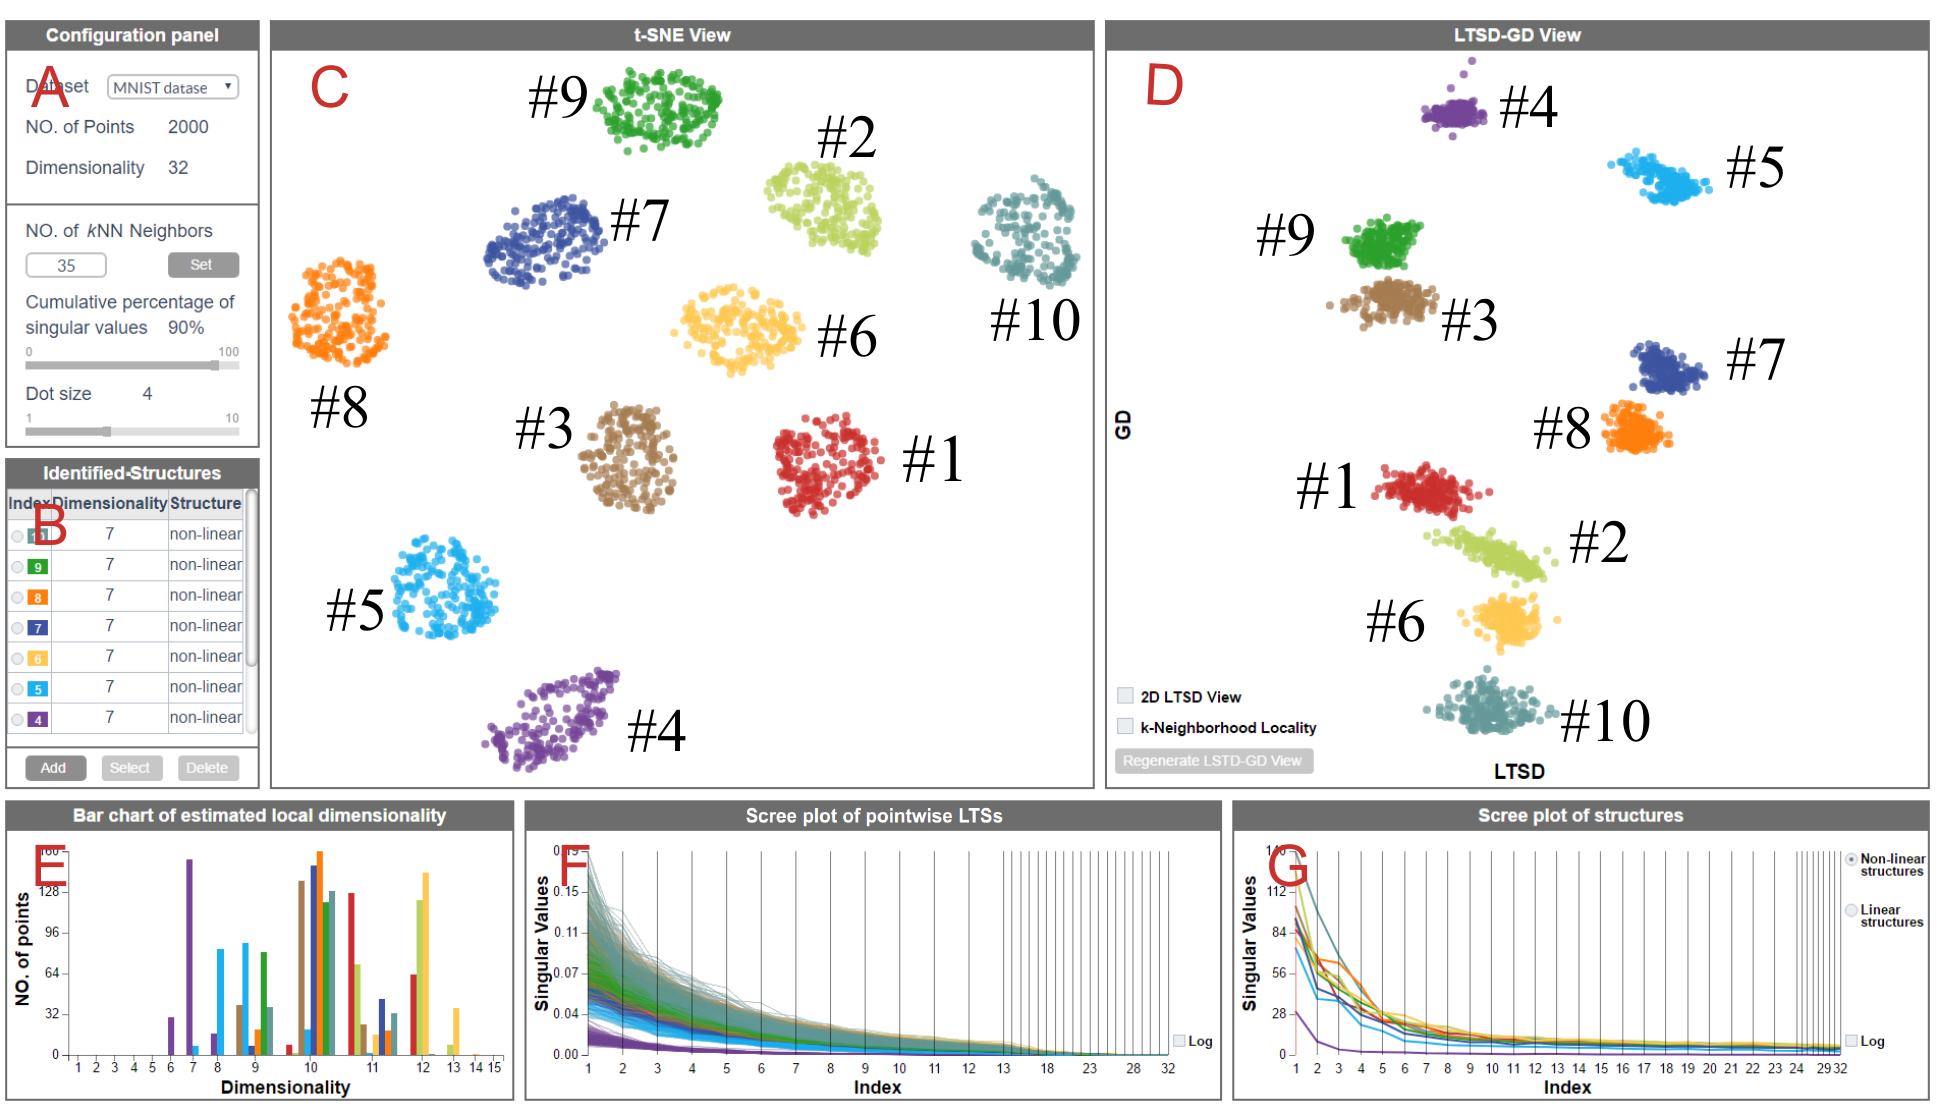 Configuration panel
A
Dataset MNIST datase
NO. of Points 2000
Dimensionality 32
NO. of kNN Neighbors
35 Set
Cumulative percentage of
singular values 90%
0 100
Dot size 4
1 10
Identified-Structures
Index Dimensionality Structure
B
10 7 non-linear
9 7 non-linear
8 7 non-linear
7 7 non-linear
6 7 non-linear
5 7 non-linear
4 7 non-linear
Add Select Delete
t-SNE View
C
#9
#2
#7
#10
#6
#8
#3
#1
#5
#4
LTSD-GD View
D
#4
#5
#9
#3
#7
#8
#1
#2
#6
#10
GD
2D LTSD View
k-Neighborhood Locality
Regenerate LSTD-GD View
LTSD
Bar chart of estimated local dimensionality
E
NO. of points
160
128
96
64
32
0
1 2 3 4 5 6 7 8 9 10 11 12 13 14 15
Dimensionality
Scree plot of pointwise LTSs
F
Singular Values
0.19
0.15
0.11
0.07
0.04
0.00
1 2 3 4 5 6 7 8 9 10 11 12 13 18 23 28 32
Index
Log
Scree plot of structures
G
Singular Values
140
112
84
56
28
0
1 2 3 4 5 6 7 8 9 10 11 12 13 14 15 16 17 18 19 20 21 22 23 24 29 32
Index
Non-linear
structures
Linear
structures
Log